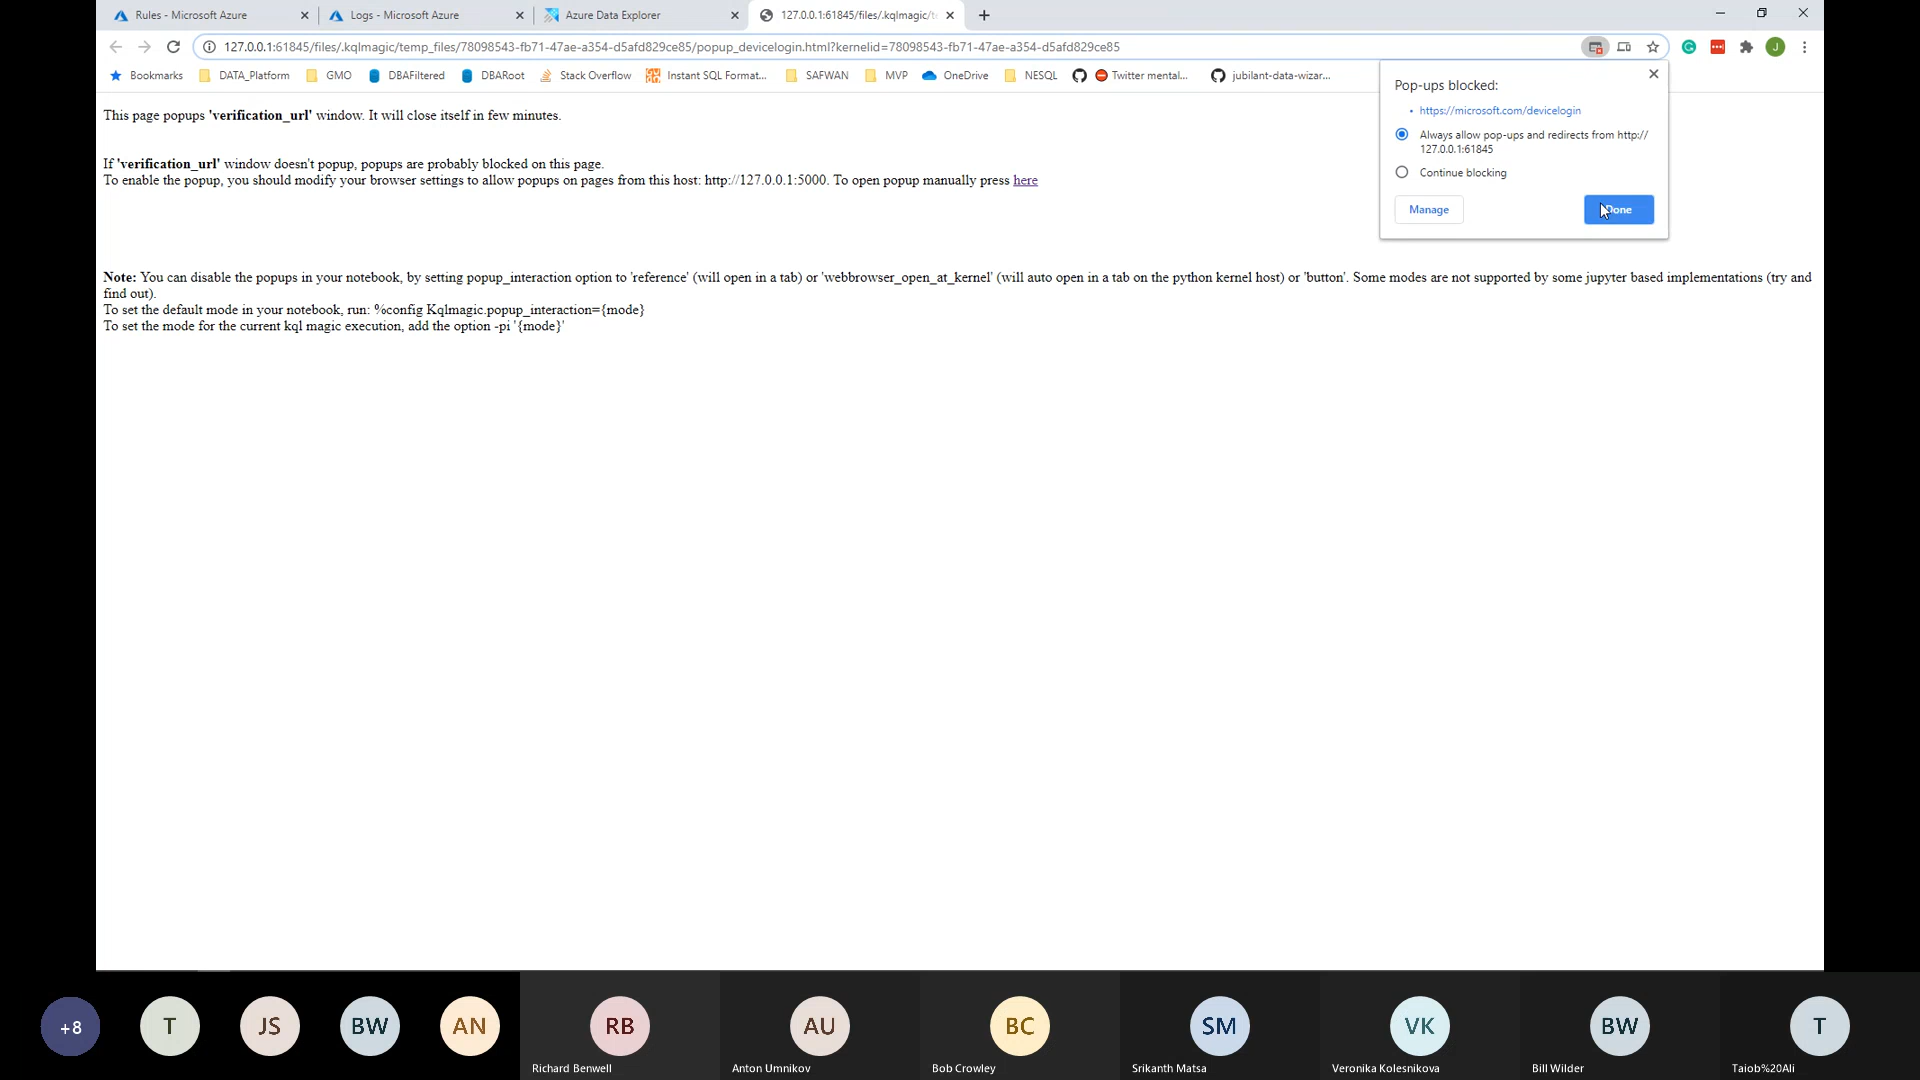 Rules - Microsoft Azure
Logs - Microsoft Azure
Azure Data Explorer
127.0.0.1:61845/files/.kqlmagic/t
127.0.0.1:61845/files/.kqlmagic/temp_files/78098543-fb71-47ae-a354-d5afd829ce85/popup_devicelogin.html?kernelid=78098543-fb71-47ae-a354-d5afd829ce85
J
Bookmarks
DATA_Platform
GMO
DBAFiltered
DBARoot
Stack Overflow
Instant SQL Format...
SAFWAN
MVP
OneDrive
NESQL
Twitter mental...
jubilant-data-wizar...
Pop-ups blocked:
• https://microsoft.com/devicelogin
Always allow pop-ups and redirects from http://
127.0.0.1:61845
Continue blocking
Manage
Done
This page popups 'verification_url' window. It will close itself in few minutes.
If 'verification_url' window doesn't popup, popups are probably blocked on this page.
To enable the popup, you should modify your browser settings to allow popups on pages from this host: http://127.0.0.1:5000. To open popup manually press here
Note: You can disable the popups in your notebook, by setting popup_interaction option to 'reference' (will open in a tab) or 'webbrowser_open_at_kernel' (will auto open in a tab on the python kernel host) or 'button'. Some modes are not supported by some jupyter based implementations (try and
find out).
To set the default mode in your notebook, run: %config Kqlmagic.popup_interaction={mode}
To set the mode for the current kql magic execution, add the option -pi '{mode}'
+8
T
JS
BW
AN
RB
AU
BC
SM
VK
BW
T
Richard Benwell
Anton Umnikov
Bob Crowley
Srikanth Matsa
Veronika Kolesnikova
Bill Wilder
Taiob%20Ali